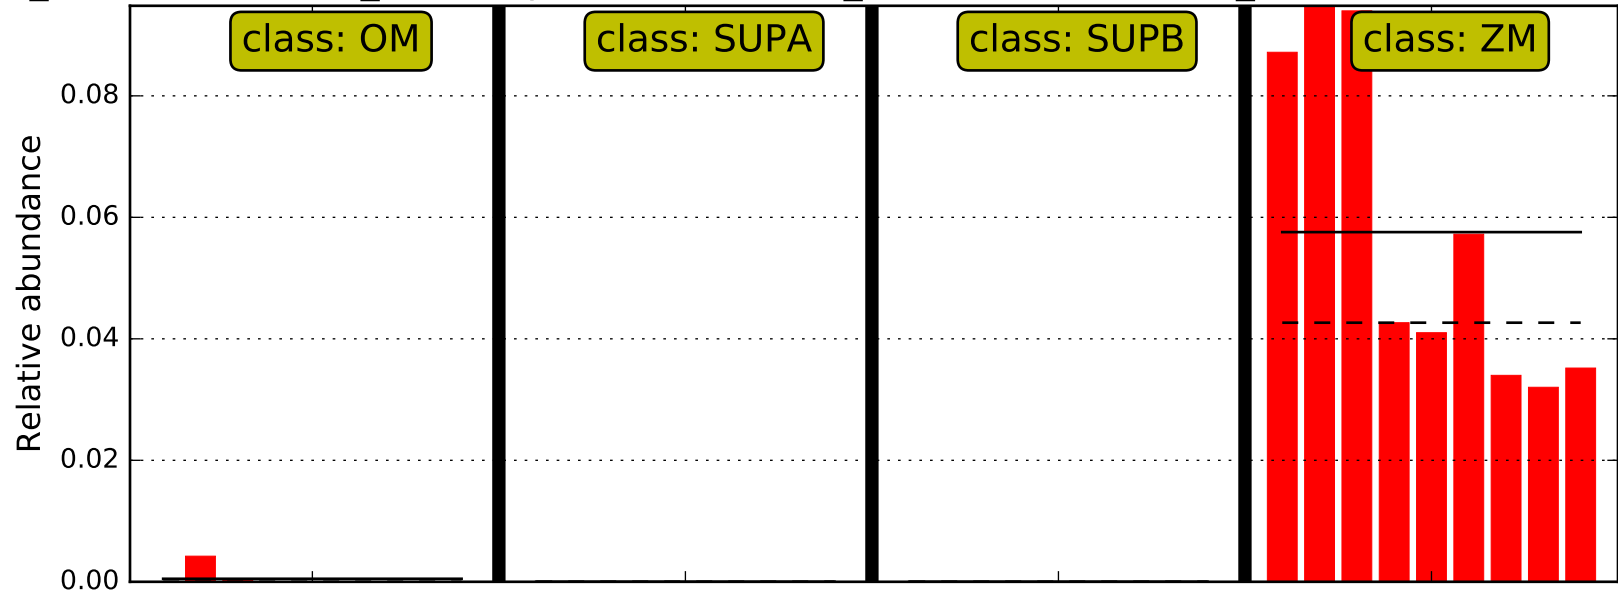 class: OM
class: SUPA
class: SUPB
class: ZM
Relative abundance
0.08
0.06
0.04
0.02
0.00